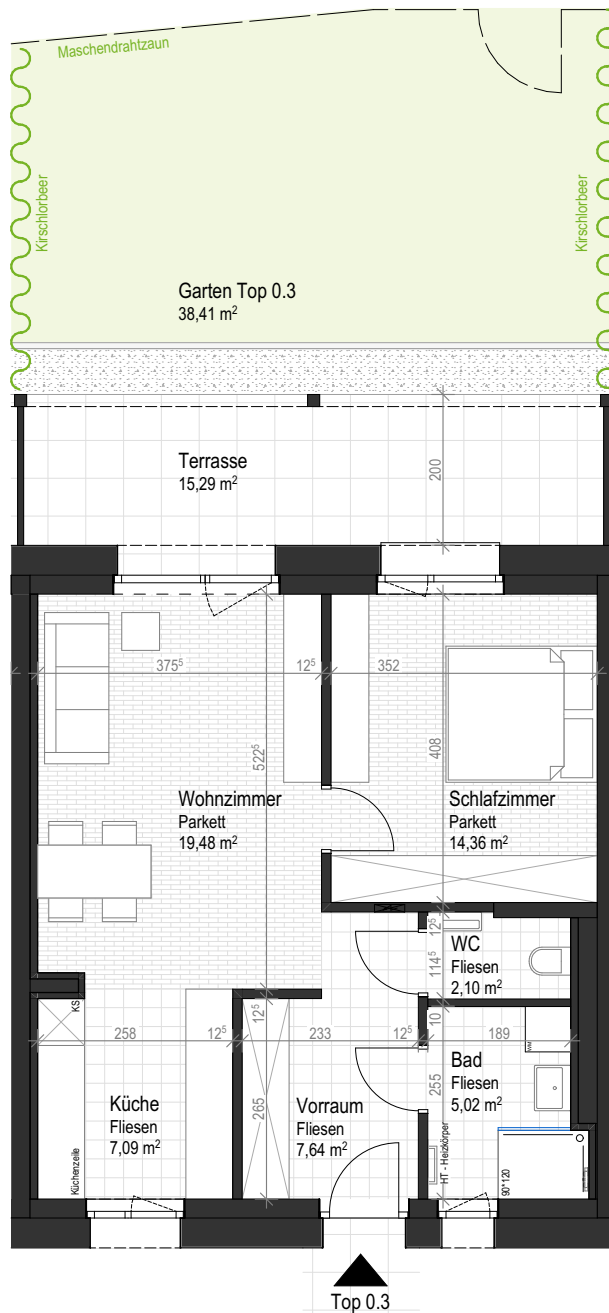 Maschendrahtzaun
Kirschlorbeer
Kirschlorbeer
Garten Top 0.3
38,41 m²
Terrasse
15,29 m²
200
375⁵
12⁵
352
522⁵
408
Wohnzimmer
Parkett
19,48 m²
Schlafzimmer
Parkett
14,36 m²
12⁵
WC
Fliesen
2,10 m²
114⁵
KS
12⁵
10
258
12⁵
233
12⁵
189
WM
Küche
Fliesen
7,09 m²
265
Vorraum
Fliesen
7,64 m²
255
Bad
Fliesen
5,02 m²
Küchenzeile
HT - Heizkörper
90*120
Top 0.3